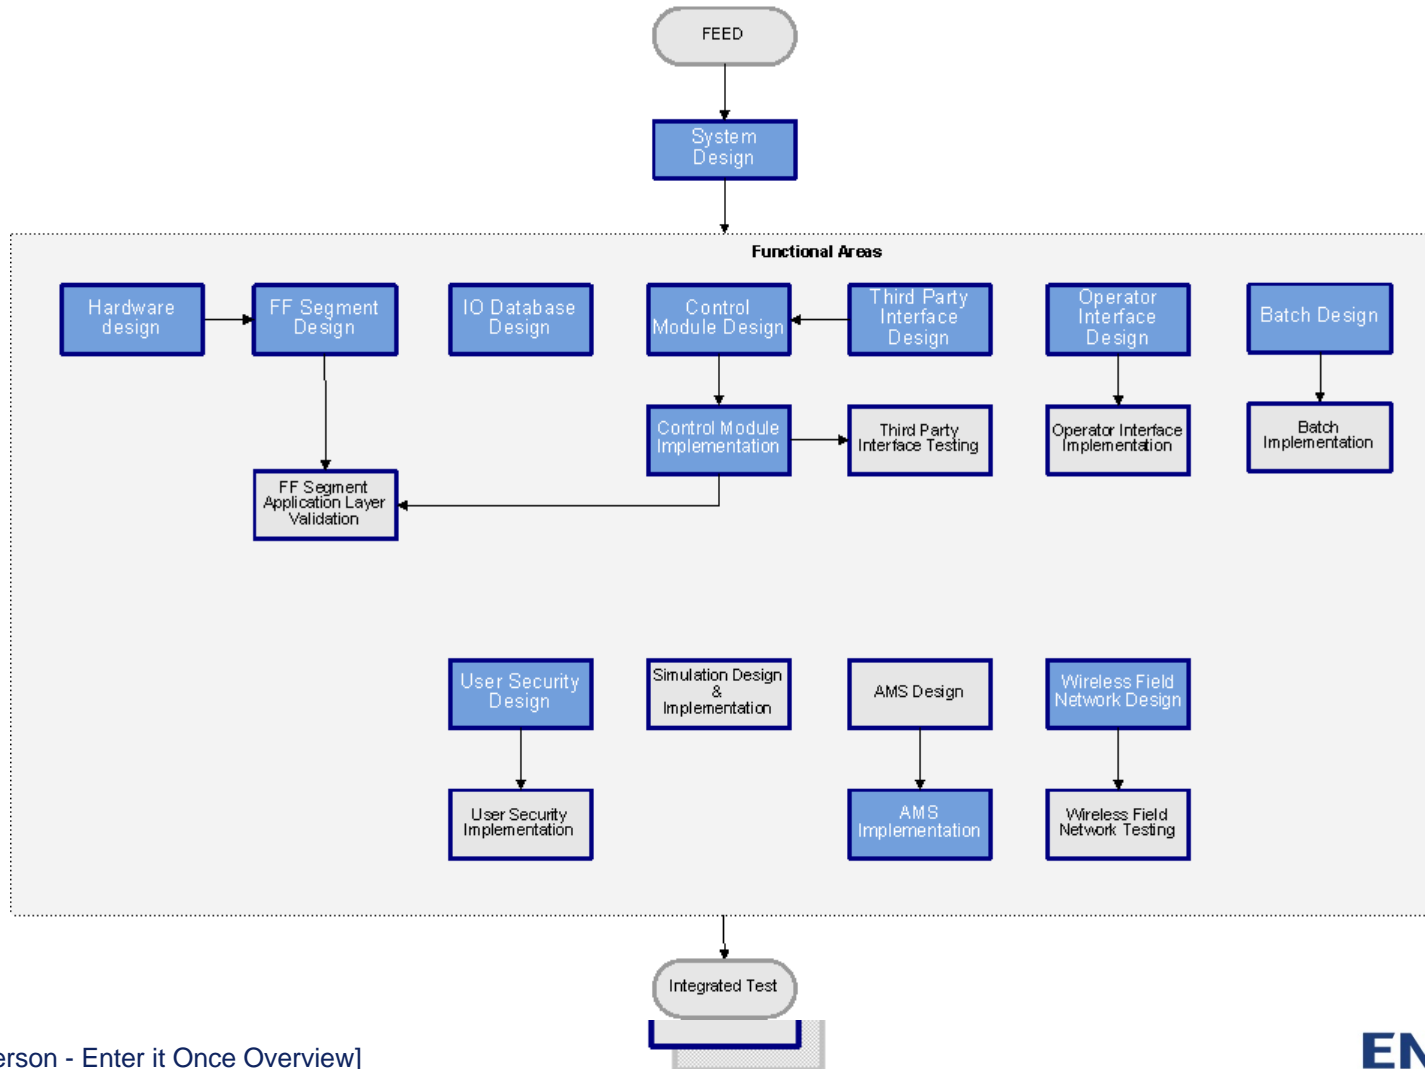 FEED
System
Design
Functional Areas
Hardware
design
FF Segment
Design
IO Database
Design
Control
Module Design
Third Party
Interface
Design
Operator
Interface
Design
Batch Design
Control Module
Implementation
Third Party
Interface Testing
Operator Interface
Implementation
Batch
Implementation
FF Segment
Application Layer
Validation
User Security
Design
Simulation Design
&
Implementation
AMS Design
Wireless Field
Network Design
User Security
Implementation
AMS
Implementation
Wireless Field
Network Testing
Integrated Test
erson - Enter it Once Overview]
EN